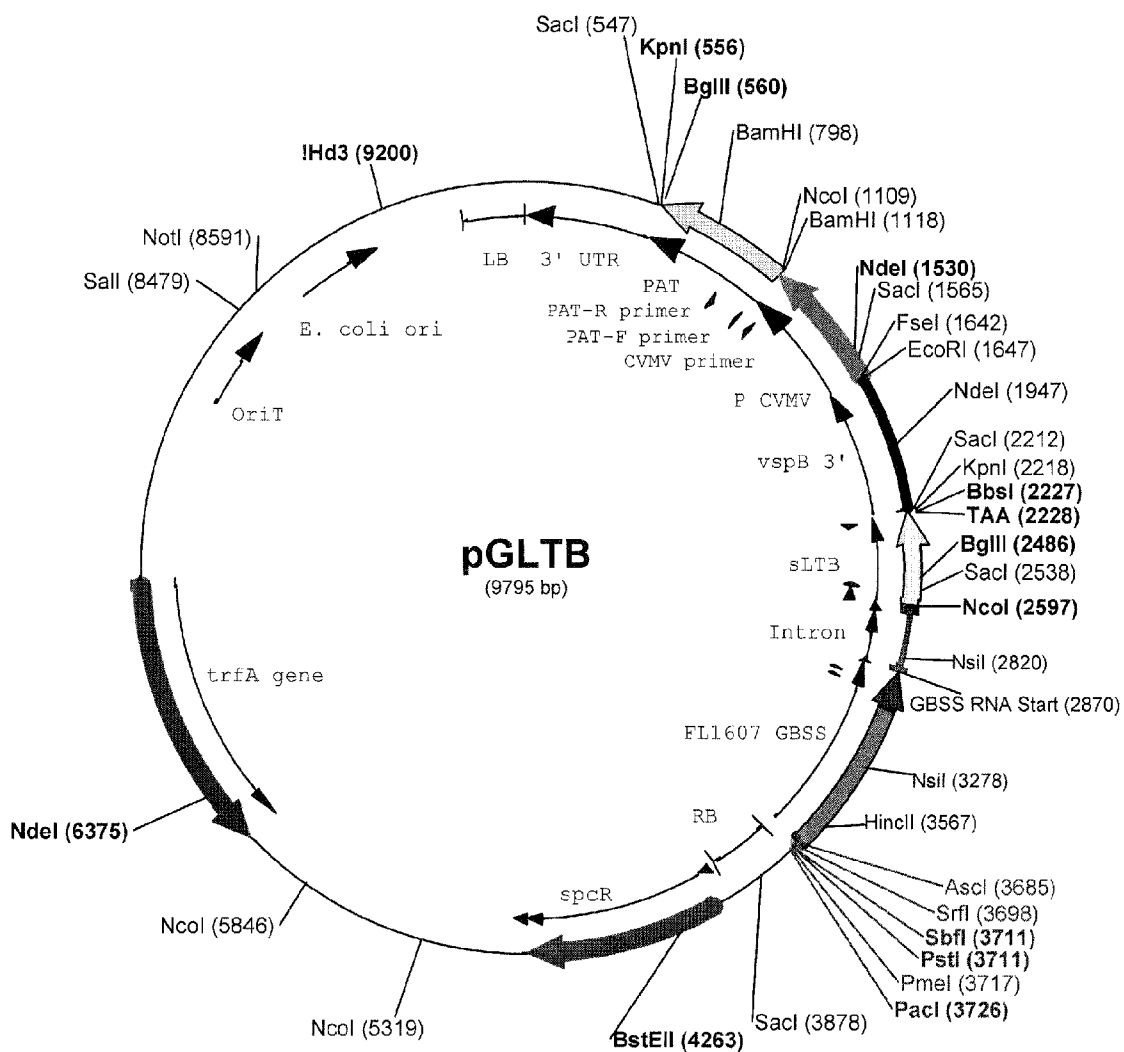 SacI (547)
KpnI (556)
BglII (560)
BamHI (798)
!Hd3 (9200)
NcoI (1109)
BamHI (1118)
NotI (8591)
SalI (8479)
NdeI (1530)
SacI (1565)
FseI (1642)
EcoRI (1647)
LB 3' UTR
PAT
PAT-R primer
PAT-F primer
CVMV primer
E. coli ori
OriT
NdeI (1947)
P CVMV
vspB 3'
SacI (2212)
KpnI (2218)
BbsI (2227)
TAA (2228)
BglII (2486)
SacI (2538)
NcoI (2597)
pGLTB
(9795 bp)
sLTB
Intron
NsiI (2820)
GBSS RNA Start (2870)
trfA gene
FL1607 GBSS
NsiI (3278)
HincII (3567)
RB
NdeI (6375)
spcR
AscI (3685)
SrfI (3698)
SbfI (3711)
PstI (3711)
PmeI (3717)
PacI (3726)
NcoI (5846)
NcoI (5319)
SacI (3878)
BstEII (4263)